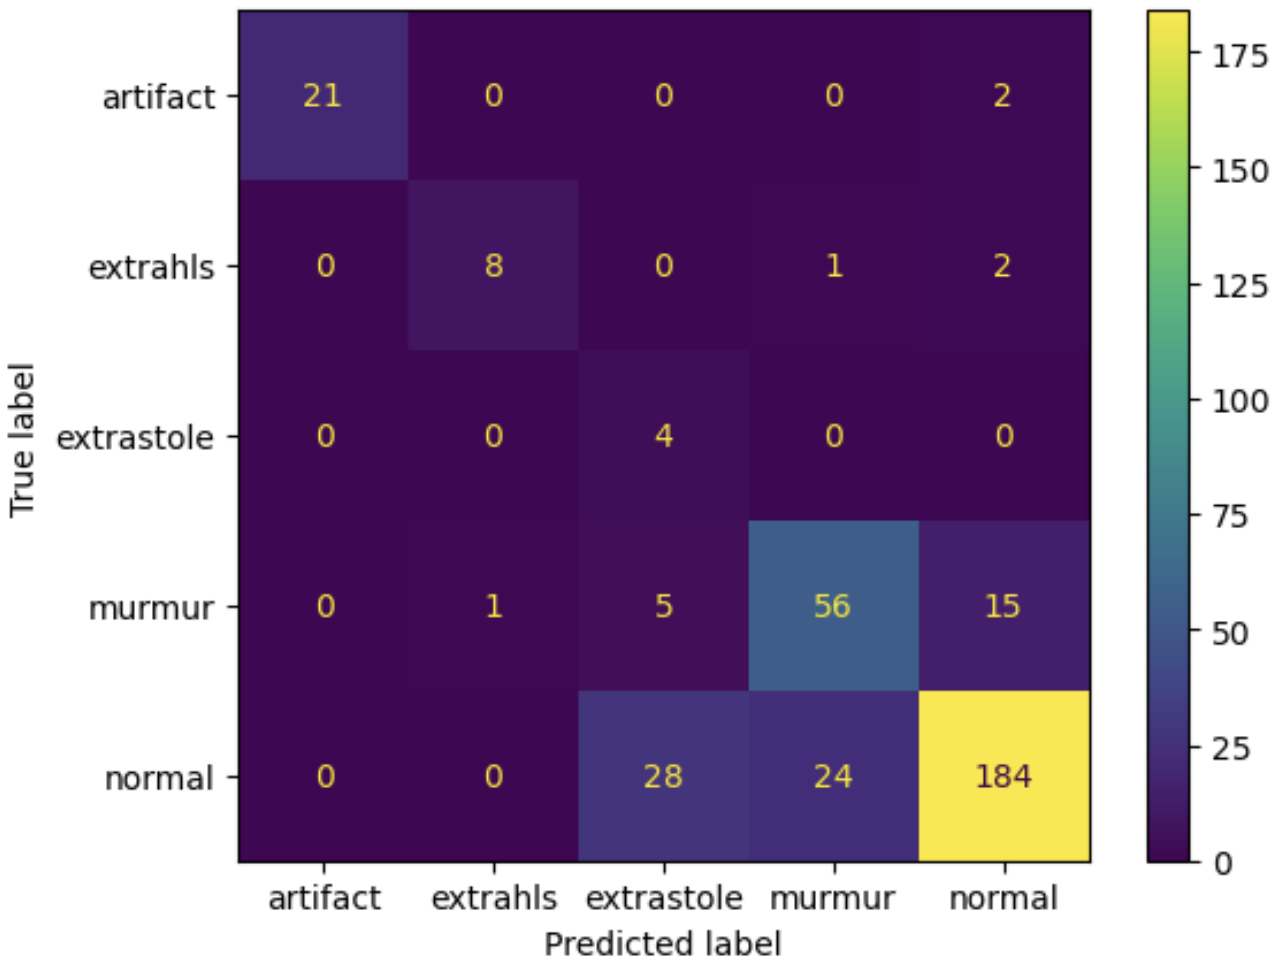 True label
artifact 21 0 0 0 2
extrahls 0 8 0 1 2
extrastole 0 0 4 0 0
murmur 0 1 5 56 15
normal 0 0 28 24 184
artifact extrahls extrastole murmur normal
Predicted label
175
150
125
100
75
50
25
0